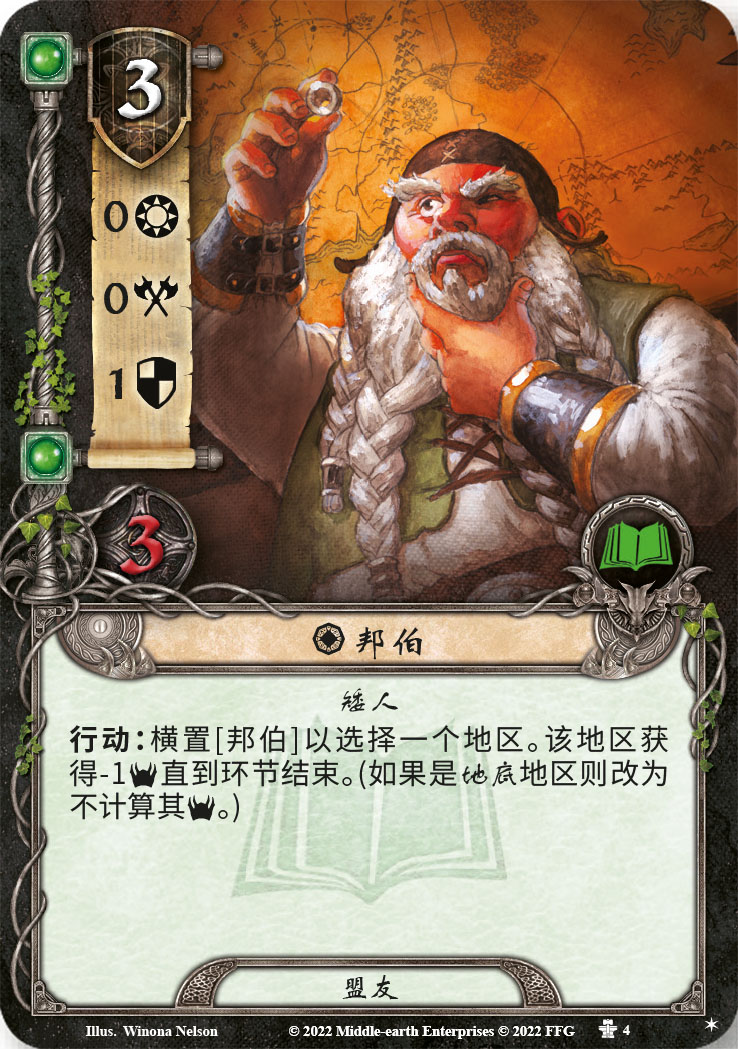 3
0
0
1
3
邦伯
矮人
行动：横置[邦伯]以选择一个地区。该地区获
得-1直到环节结束。(如果是地底地区则改为
不计算其。)
盟友
Illus. Winona Nelson
© 2022 Middle-earth Enterprises © 2022 FFG
4